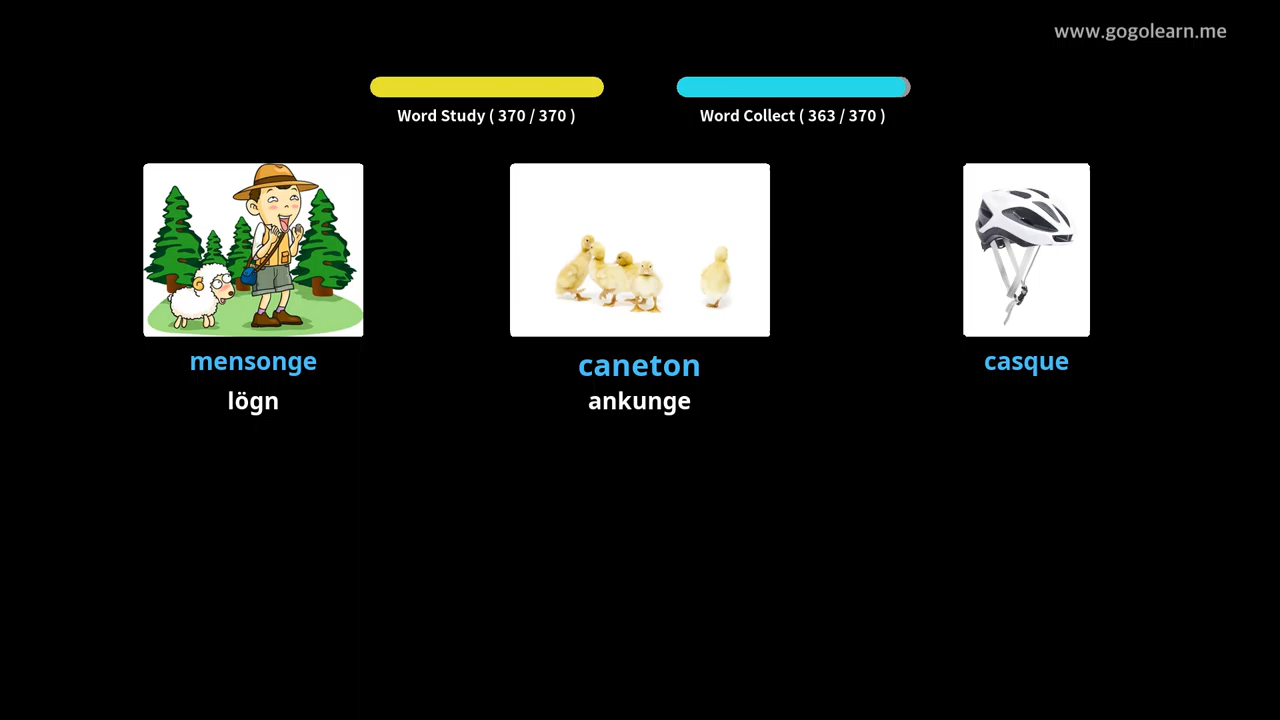 www.gogolearn.me
Word Study ( 370 / 370 )
Word Collect ( 363 / 370 )
mensonge
lögn
caneton
ankunge
casque